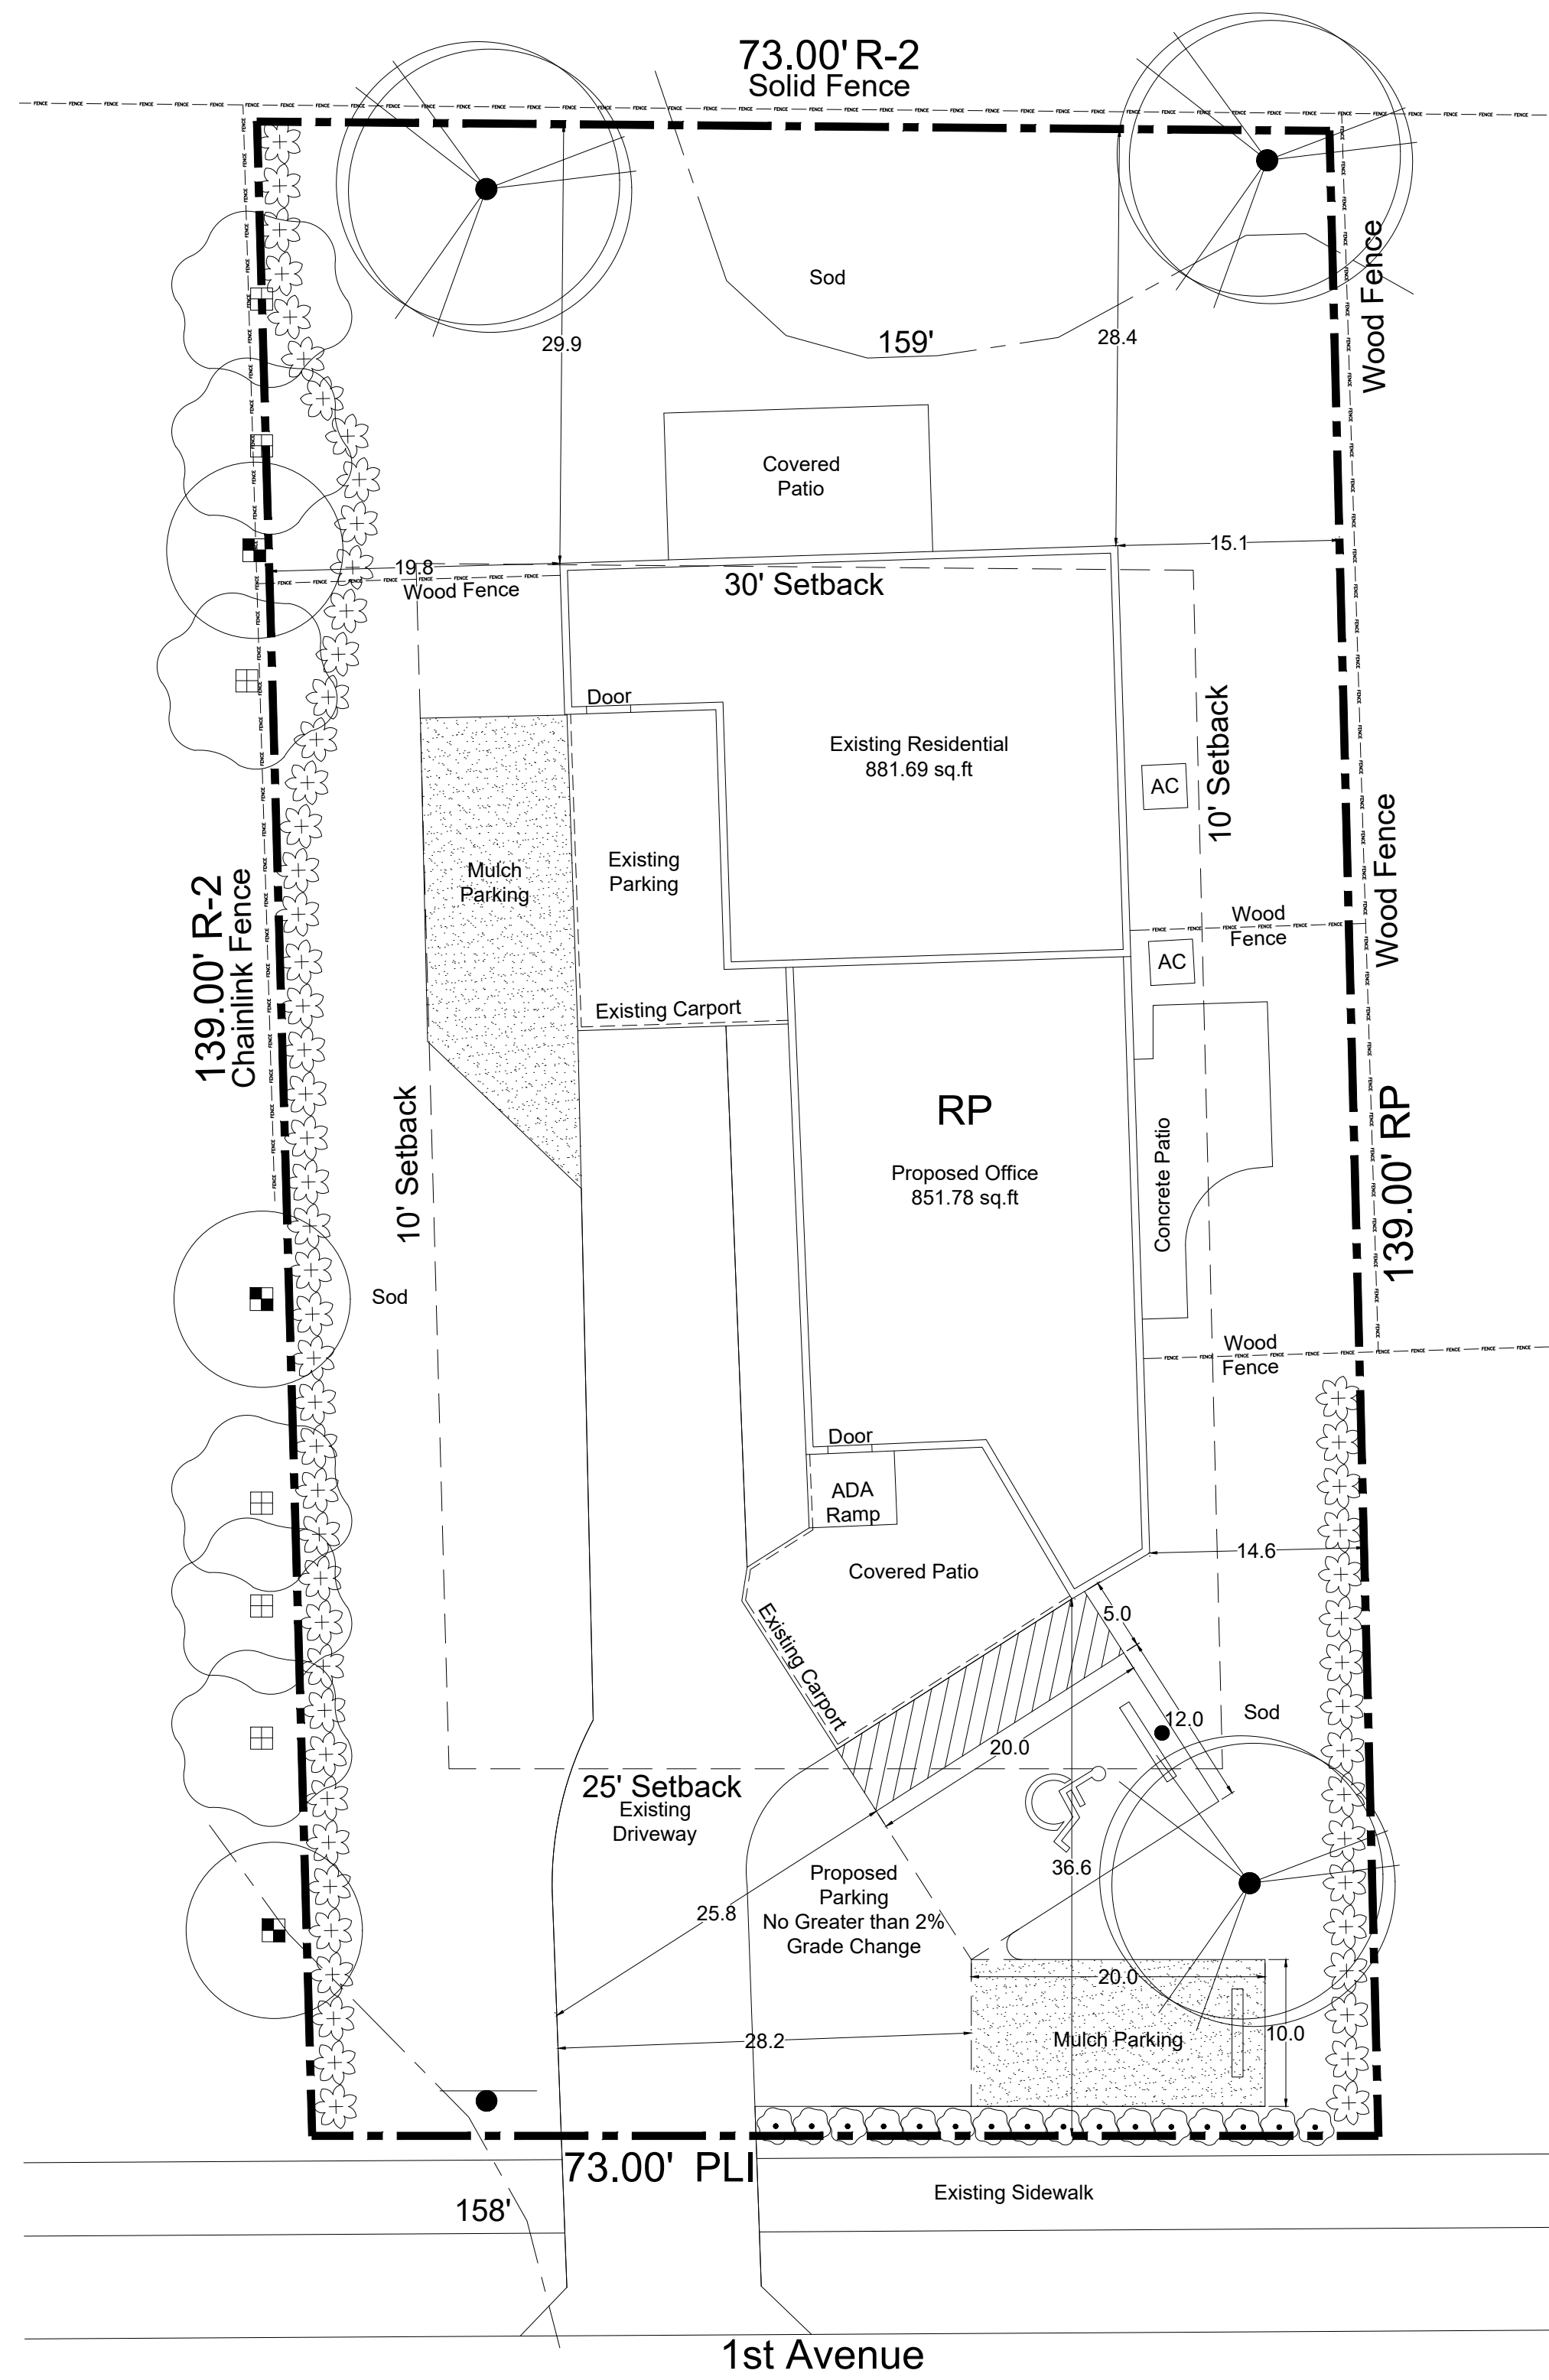 73.00' R-2
Solid Fence
Sod
Wood Fence
159'
29.9
28.4
Covered
Patio
15.1
19.8
Wood Fence
30' Setback
Door
10' Setback
Existing Residential
881.69 sq.ft
AC
Mulch
Parking
Existing
Parking
Wood Fence
139.00' R-2
Chainlink Fence
Wood
Fence
AC
Existing Carport
10' Setback
RP
Concrete Patio
139.00' RP
Proposed Office
851.78 sq.ft
Sod
Wood
Fence
Door
ADA
Ramp
14.6
Covered Patio
5.0
Existing Carport
Sod
12.0
20.0
25' Setback
Existing
Driveway
36.6
Proposed
Parking
No Greater than 2%
Grade Change
25.8
20.0
28.2
Mulch Parking
10.0
73.00' PLI
158'
Existing Sidewalk
1st Avenue
FENCE